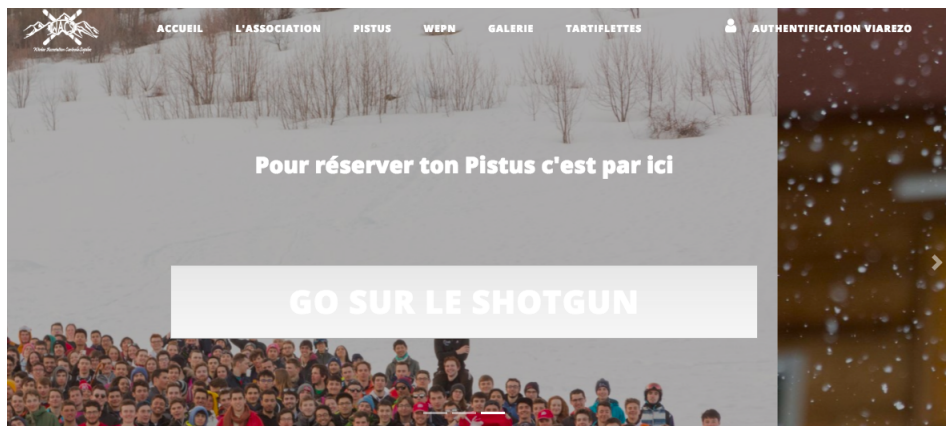 WACS
ACCUEIL L'ASSOCIATION PISTUS WEPN GALERIE TARTIFLETTES AUTHENTIFICATION VIAREZO
Pour réserver ton Pistus c'est par ici
GO SUR LE SHOTGUN